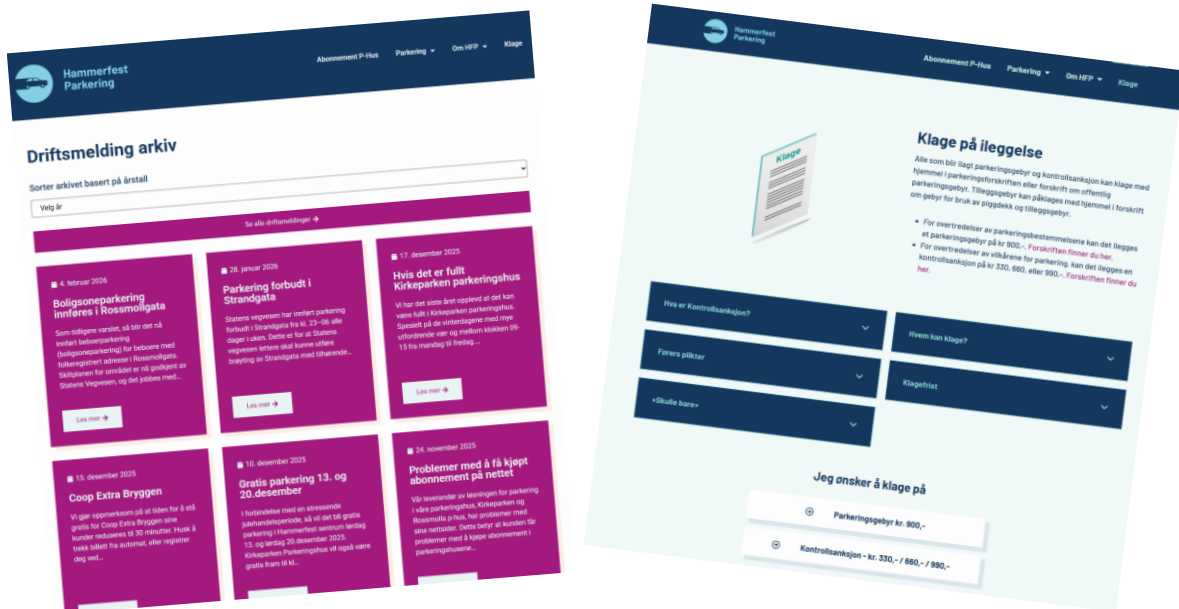 Hammerfest
Parkering
Abonnement P-Hus
Parkering
Om HFP
Klage
Driftsmelding arkiv
Sorter arkivet basert på årstall
Velg år
Se alle driftsmeldinger
4. februar 2026
Boligsoneparkering
innføres i Rossmollgata
Som tidligere varslet, så blir det nå
innført beboerparkering
(boligsoneparkering) for beboere med
folkeregistrert adresse i Rossmollgata.
Skiltplanen for området er nå godkjent av
Statens Vegvesen, og det jobbes med...
Les mer
28. januar 2026
Parkering forbudt i
Strandgata
Statens vegvesen har innført parkering
forbudt i Strandgata fra kl. 23–06 alle
dager i uken. Dette er for at Statens
vegvesen lettere skal kunne utføre
brøyting av Strandgata med tilhørende...
Les mer
17. desember 2025
Hvis det er fullt
Kirkeparken parkeringshus
Vi har det siste året opplevd at det kan
være fullt i Kirkeparken parkeringshus.
Spesielt på de vinterdagene med mye
utfordrende vær og mellom klokken 09-
15 fra mandag til fredag....
Les mer
15. desember 2025
Coop Extra Bryggen
Vi gjør oppmerksom på at tiden for å stå
gratis for Coop Extra Bryggen sine
kunder reduseres til 30 minutter. Husk å
trekk billett fra automat, eller registrer
deg ved...
10. desember 2025
Gratis parkering 13. og
20.desember
I forbindelse med en stressende
julehandelsperiode, så vil det bli gratis
parkering i Hammerfest sentrum lørdag
13. og lørdag 20.desember 2025.
Kirkeparken Parkeringshus vil også være
gratis fram til kl...
24. november 2025
Problemer med å få kjøpt
abonnement på nettet
Vår leverandør av løsningen for parkering
i våre parkeringshus, Kirkeparken og
Rossmolla p-hus, har problemer med
sine nettsider. Dette betyr at kunden får
problemer med å kjøpe abonnement i
parkeringshusene...
Hammerfest
Parkering
Abonnement P-Hus
Parkering
Om HFP
Klage
Klage
Klage på ileggelse
Alle som blir ilagt parkeringsgebyr og kontrollsanksjon kan klage med
hjemmel i parkeringsforskriften eller forskrift om offentlig
parkeringsgebyr. Tilleggsgebyr kan påklages med hjemmel i forskrift
om gebyr for bruk av piggdekk og tilleggsgebyr.
• For overtredelser av parkeringsbestemmelsene kan det ilegges
et parkeringsgebyr på kr 900,-. Forskriften finner du her.
• For overtredelser av vilkårene for parkering, kan det ilegges en
kontrollsanksjon på kr 330, 660, eller 990,-. Forskriften finner du
her.
Hva er Kontrollsanksjon?
Hvem kan klage?
Førers plikter
Klagefrist
«Skulle bare»
Jeg ønsker å klage på
Parkeringsgebyr kr. 900,-
Kontrollsanksjon - kr. 330,- / 660,- / 990,-